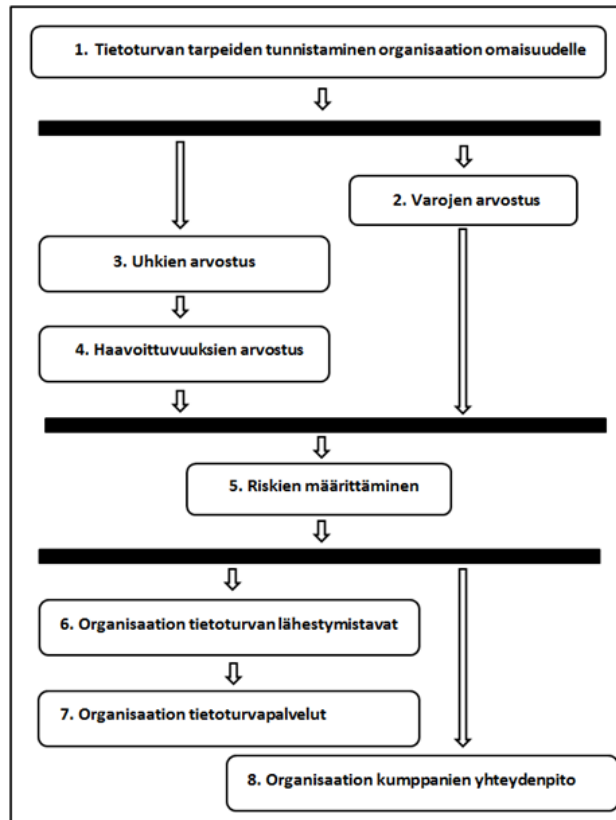 1. Tietoturvan tarpeiden tunnistaminen organisaation omaisuudelle
2. Varojen arvostus
3. Uhkien arvostus
4. Haavoittuvuuksien arvostus
5. Riskien määrittäminen
6. Organisaation tietoturvan lähestymistavat
7. Organisaation tietoturvapalvelut
8. Organisaation kumppanien yhteydenpito